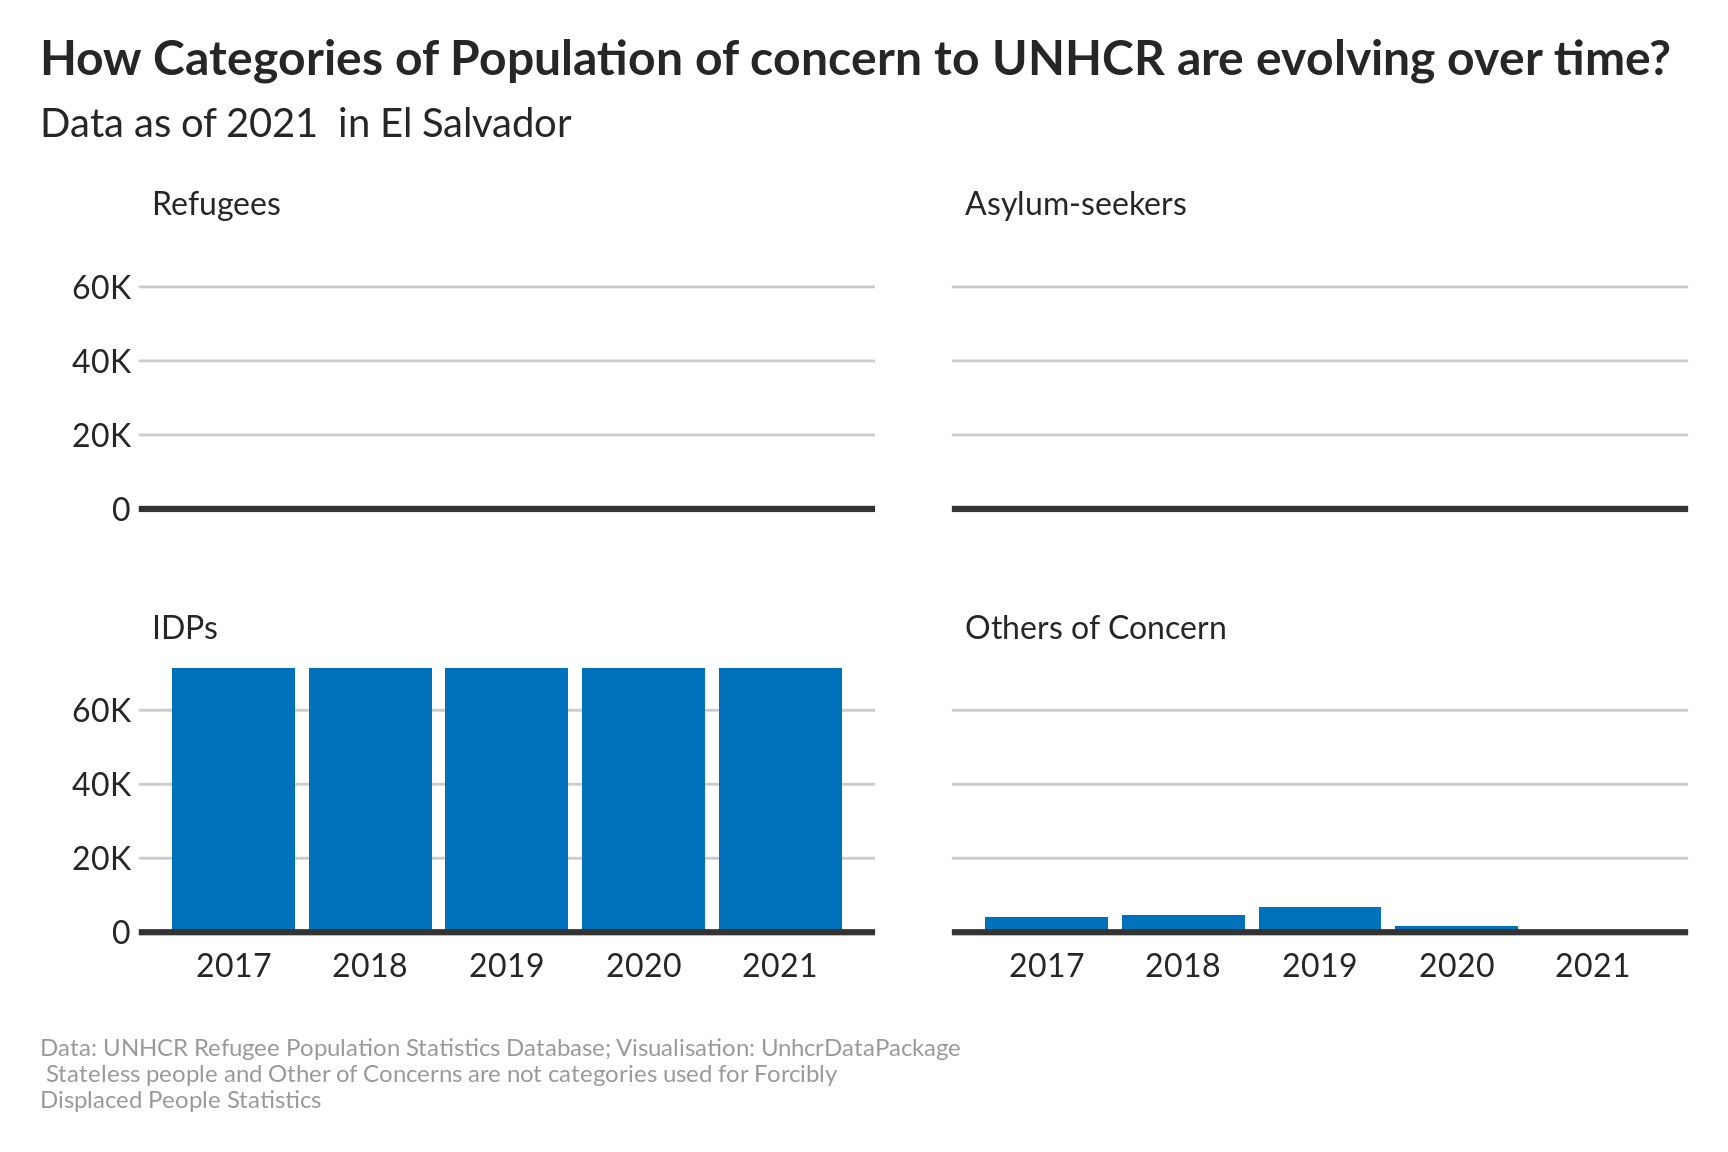 How Categories of Population of concern to UNHCR are evolving over time?
Data as of 2021  in El Salvador
Refugees
Asylum-seekers
60K
40K
20K
0
IDPs
Others of Concern
60K
40K
20K
0
2017 2018 2019 2020 2021
2017 2018 2019 2020 2021
Data: UNHCR Refugee Population Statistics Database; Visualisation: UnhcrDataPackage
Stateless people and Other of Concerns are not categories used for Forcibly
Displaced People Statistics